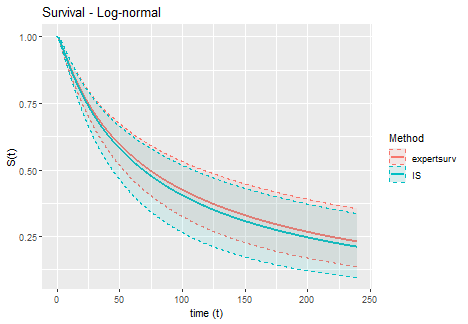 Survival - Log-normal
1.00
0.75
0.50
0.25
S(t)
0
50
100
150
200
250
time (t)
Method
expertsurv
IS